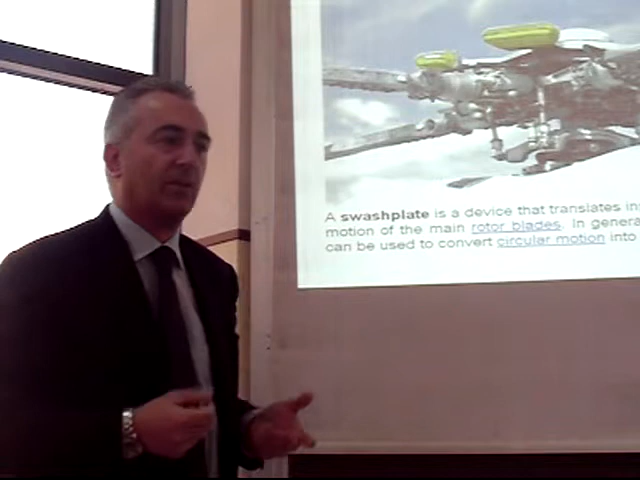 A swashplate is a device that translates
motion of the main rotor blades. In
can be used to convert circular motion into